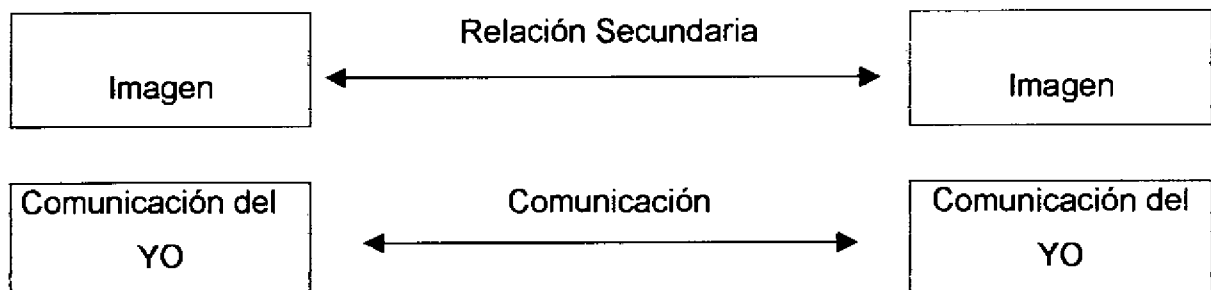 Relación Secundaria
Imagen
Imagen
Comunicación del
YO
Comunicación
Comunicación del
YO